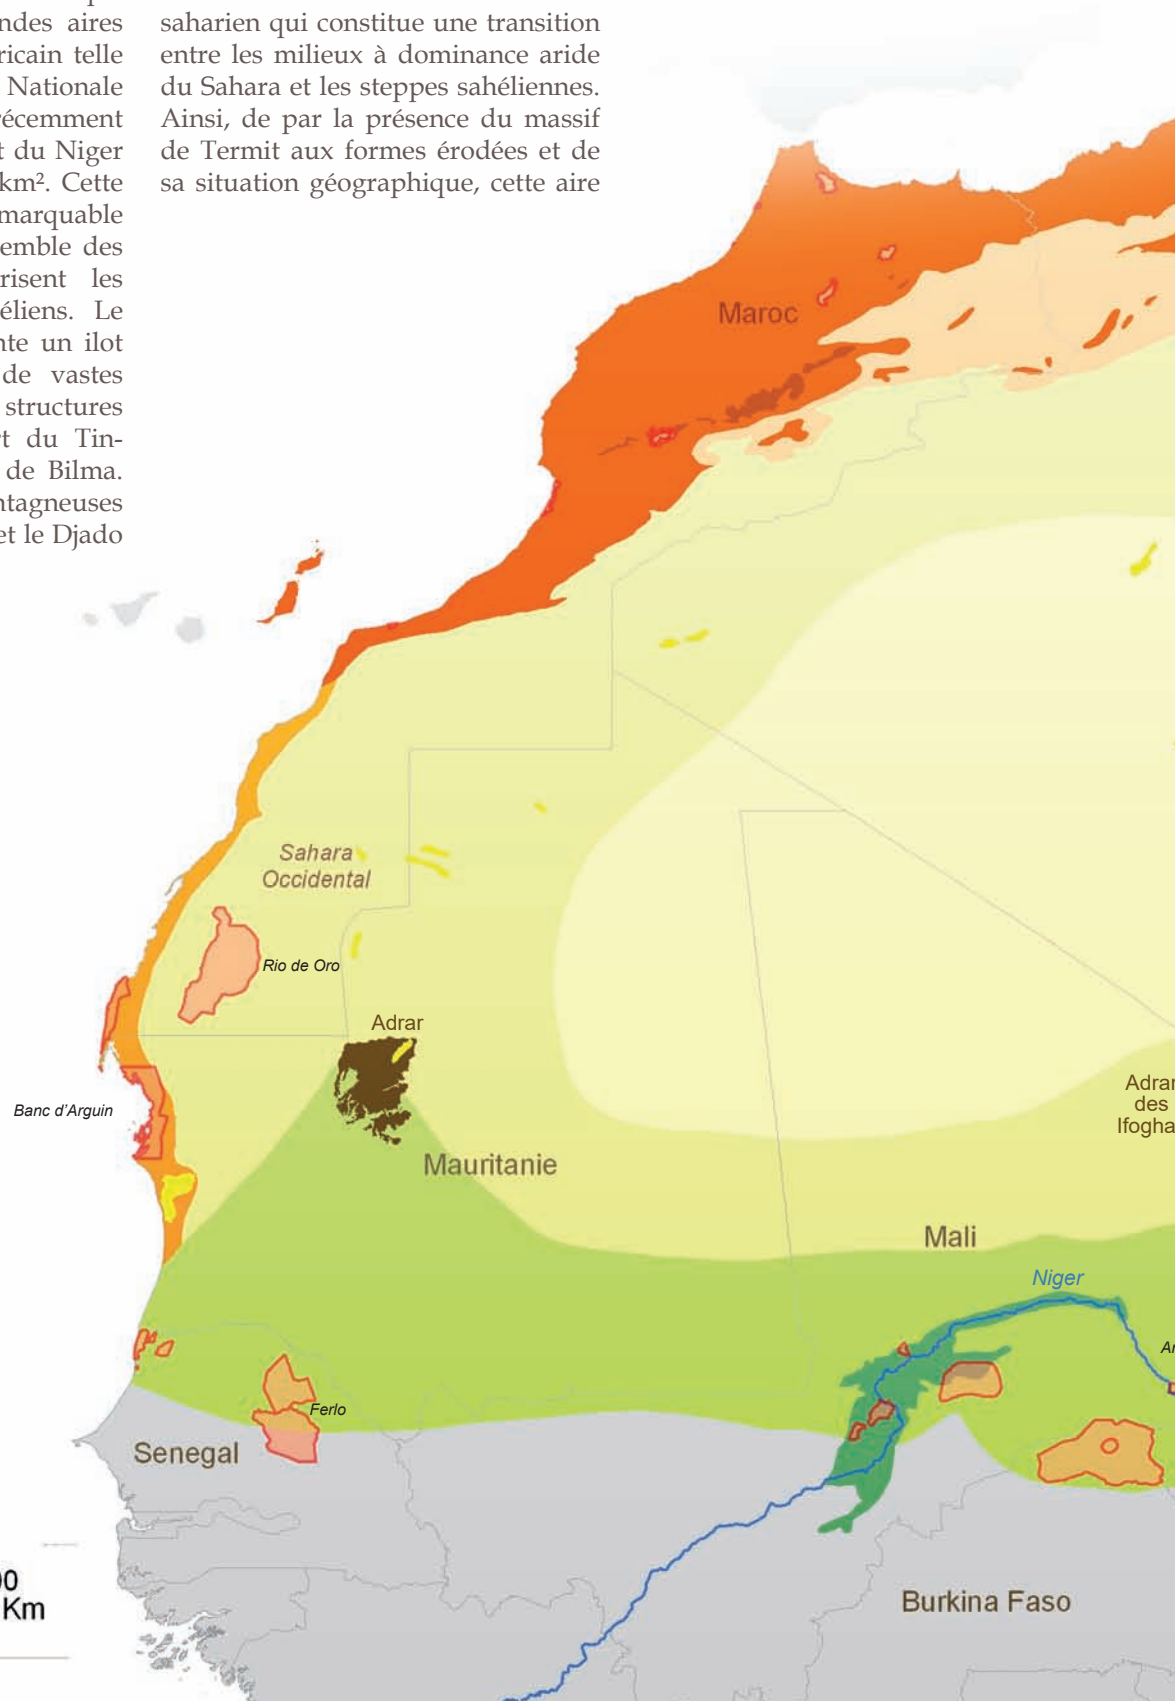 ndes aires
ricain telle
Nationale
récemment
t du Niger
km². Cette
marquable
emble des
risent les
éliens. Le
nte un ilot
de vastes
structures
rt du Tin-
de Bilma.
ntagneuses
et le Djado
saharien qui constitue une transition
entre les milieux à dominance aride
du Sahara et les steppes sahéliennes.
Ainsi, de par la présence du massif
de Termit aux formes érodées et de
sa situation géographique, cette aire
Maroc
Sahara
Occidental
Rio de Oro
Adrar
Banc d'Arguin
Mauritanie
Adrar
des
Ifogha
Mali
Niger
Ar
Ferlo
Senegal
Burkina Faso
00
Km